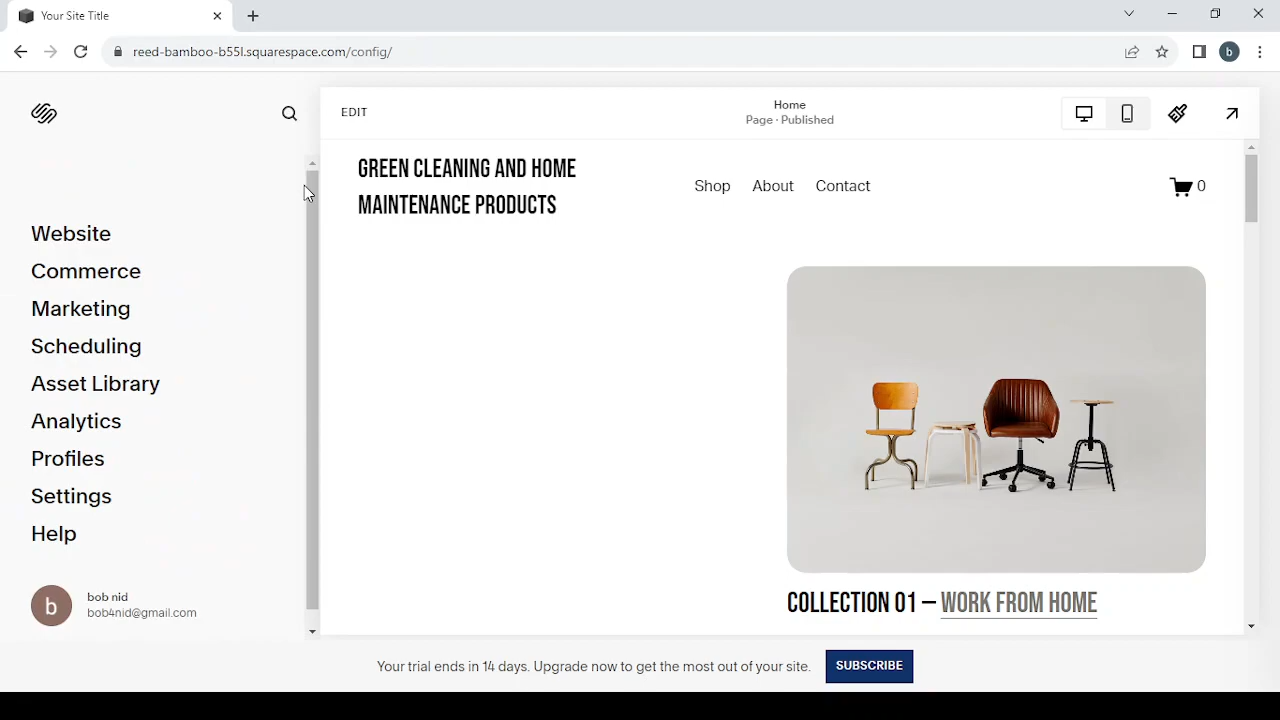 Your Site Title
reed-bamboo-b55l.squarespace.com/config/
b
EDIT
Home
Page · Published
GREEN CLEANING AND HOME
MAINTENANCE PRODUCTS
Shop
About
Contact
0
Website
Commerce
Marketing
Scheduling
Asset Library
Analytics
Profiles
Settings
Help
b
bob nid
bob4nid@gmail.com
COLLECTION 01 — WORK FROM HOME
Your trial ends in 14 days. Upgrade now to get the most out of your site.
SUBSCRIBE